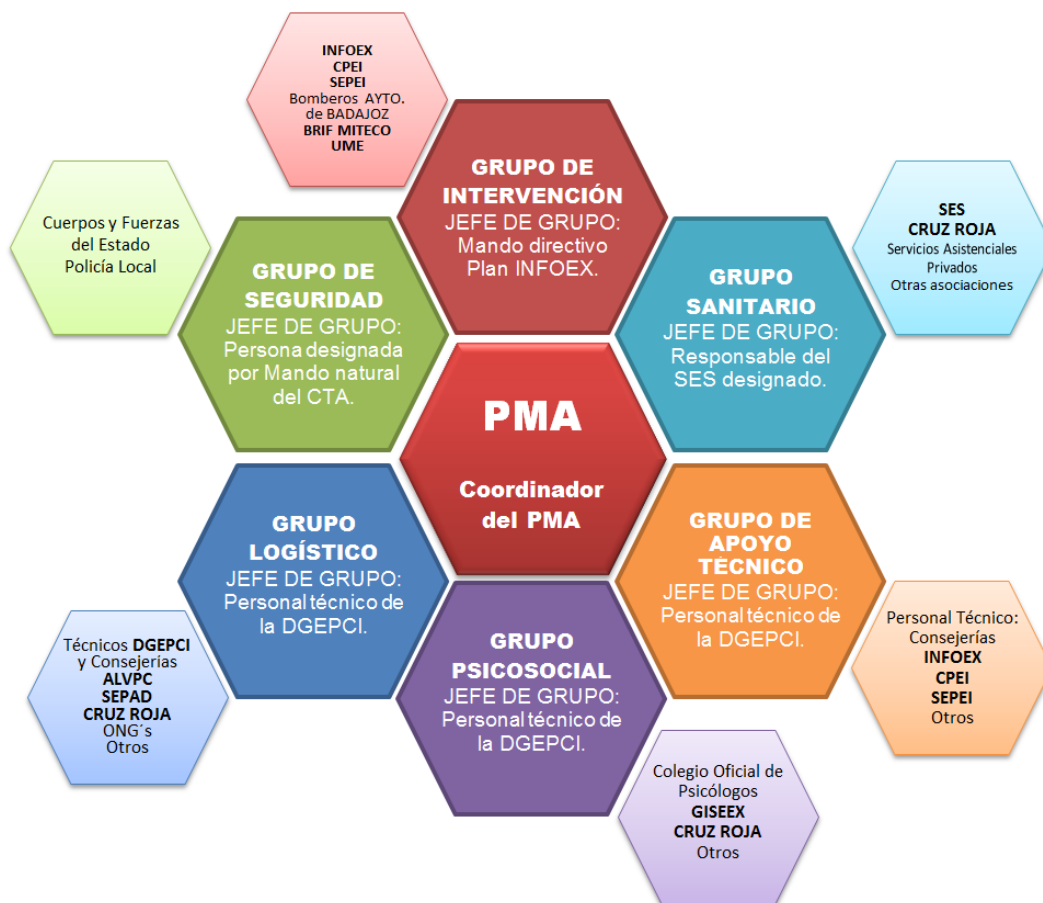 INFOEX
CPEI
SEPEI
Bomberos AYTO.
de BADAJOZ
BRIF MITECO
UME
GRUPO DE
INTERVENCIÓN
JEFE DE GRUPO:
Mando directivo
Plan INFOEX.
Cuerpos y Fuerzas
del Estado
Policía Local
GRUPO DE
SEGURIDAD
JEFE DE GRUPO:
Persona designada
por Mando natural
del CTA.
GRUPO
SANITARIO
JEFE DE GRUPO:
Responsable del
SES designado.
SES
CRUZ ROJA
Servicios Asistenciales
Privados
Otras asociaciones
PMA
Coordinador
del PMA
GRUPO
LOGÍSTICO
JEFE DE GRUPO:
Personal técnico de
la DGEPCI.
Técnicos DGEPCI
y Consejerías
ALVPC
SEPAD
CRUZ ROJA
ONG´s
Otros
GRUPO
PSICOSOCIAL
JEFE DE GRUPO:
Personal técnico de
la DGEPCI.
GRUPO DE
APOYO
TÉCNICO
JEFE DE GRUPO:
Personal técnico de
la DGEPCI.
Personal Técnico:
Consejerías
INFOEX
CPEI
SEPEI
Otros
Colegio Oficial de
Psicólogos
GISEEX
CRUZ ROJA
Otros